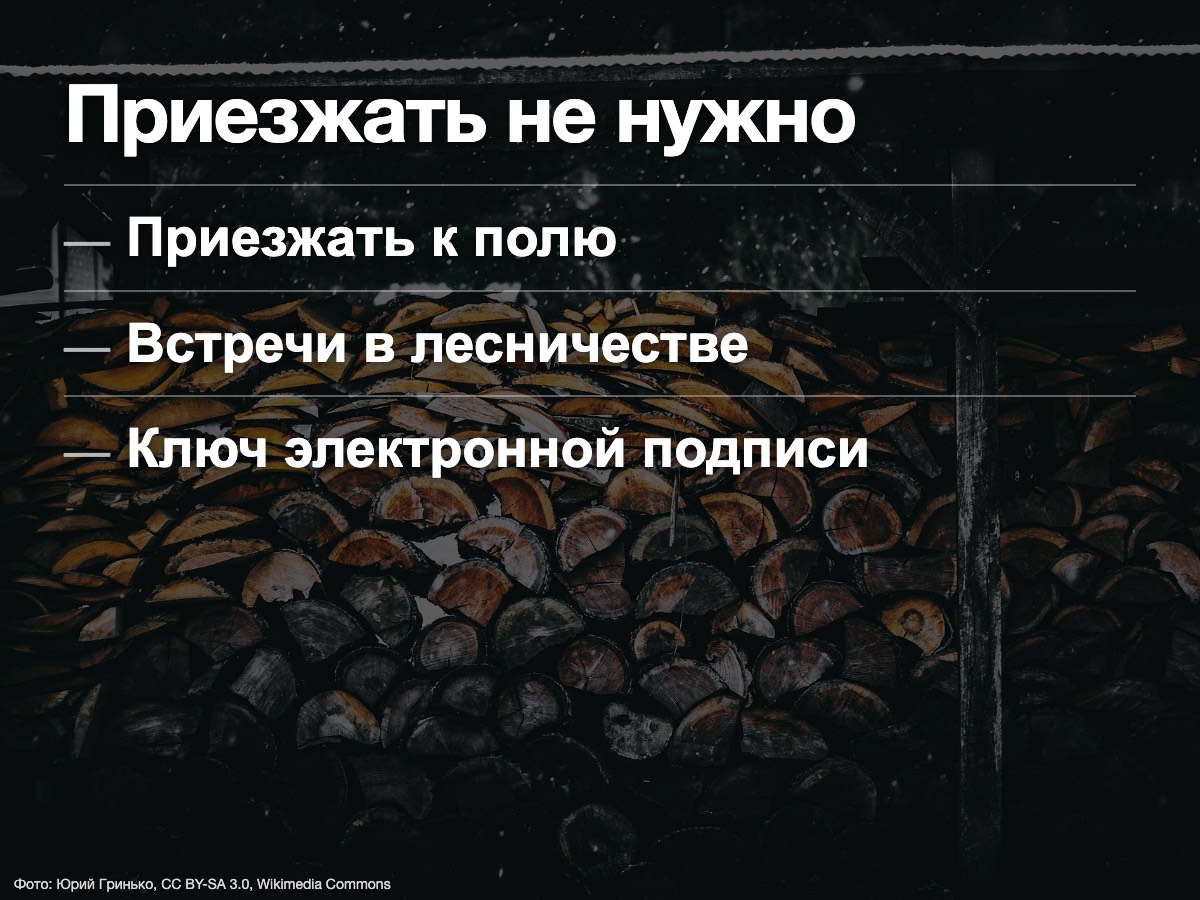 Приезжать не нужно
— Приезжать к полю
— Встречи в лесничестве
— Ключ электронной подписи
Фото: Юрий Гринько, CC BY-SA 3.0, Wikimedia Commons